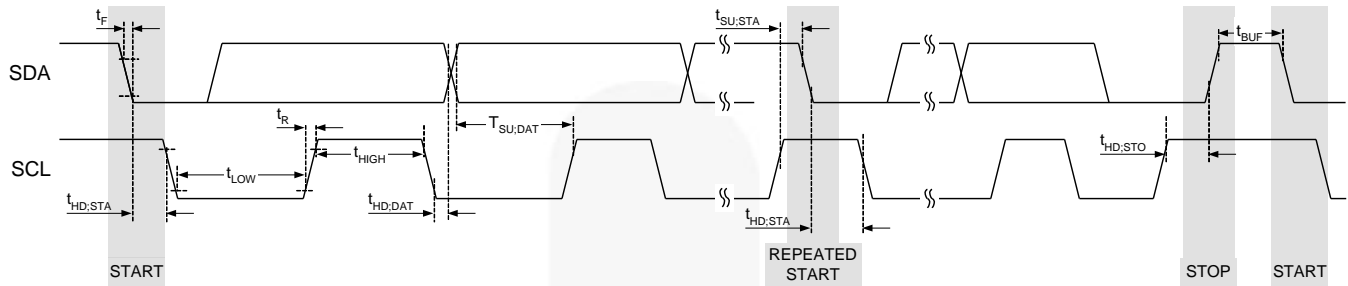 tF
tSU;STA
tBUF
SDA
tR
TSU;DAT
tHIGH
tLOW
tHD;STO
SCL
tHD;STA
tHD;DAT
tHD;STA
START
REPEATED
START
STOP
START